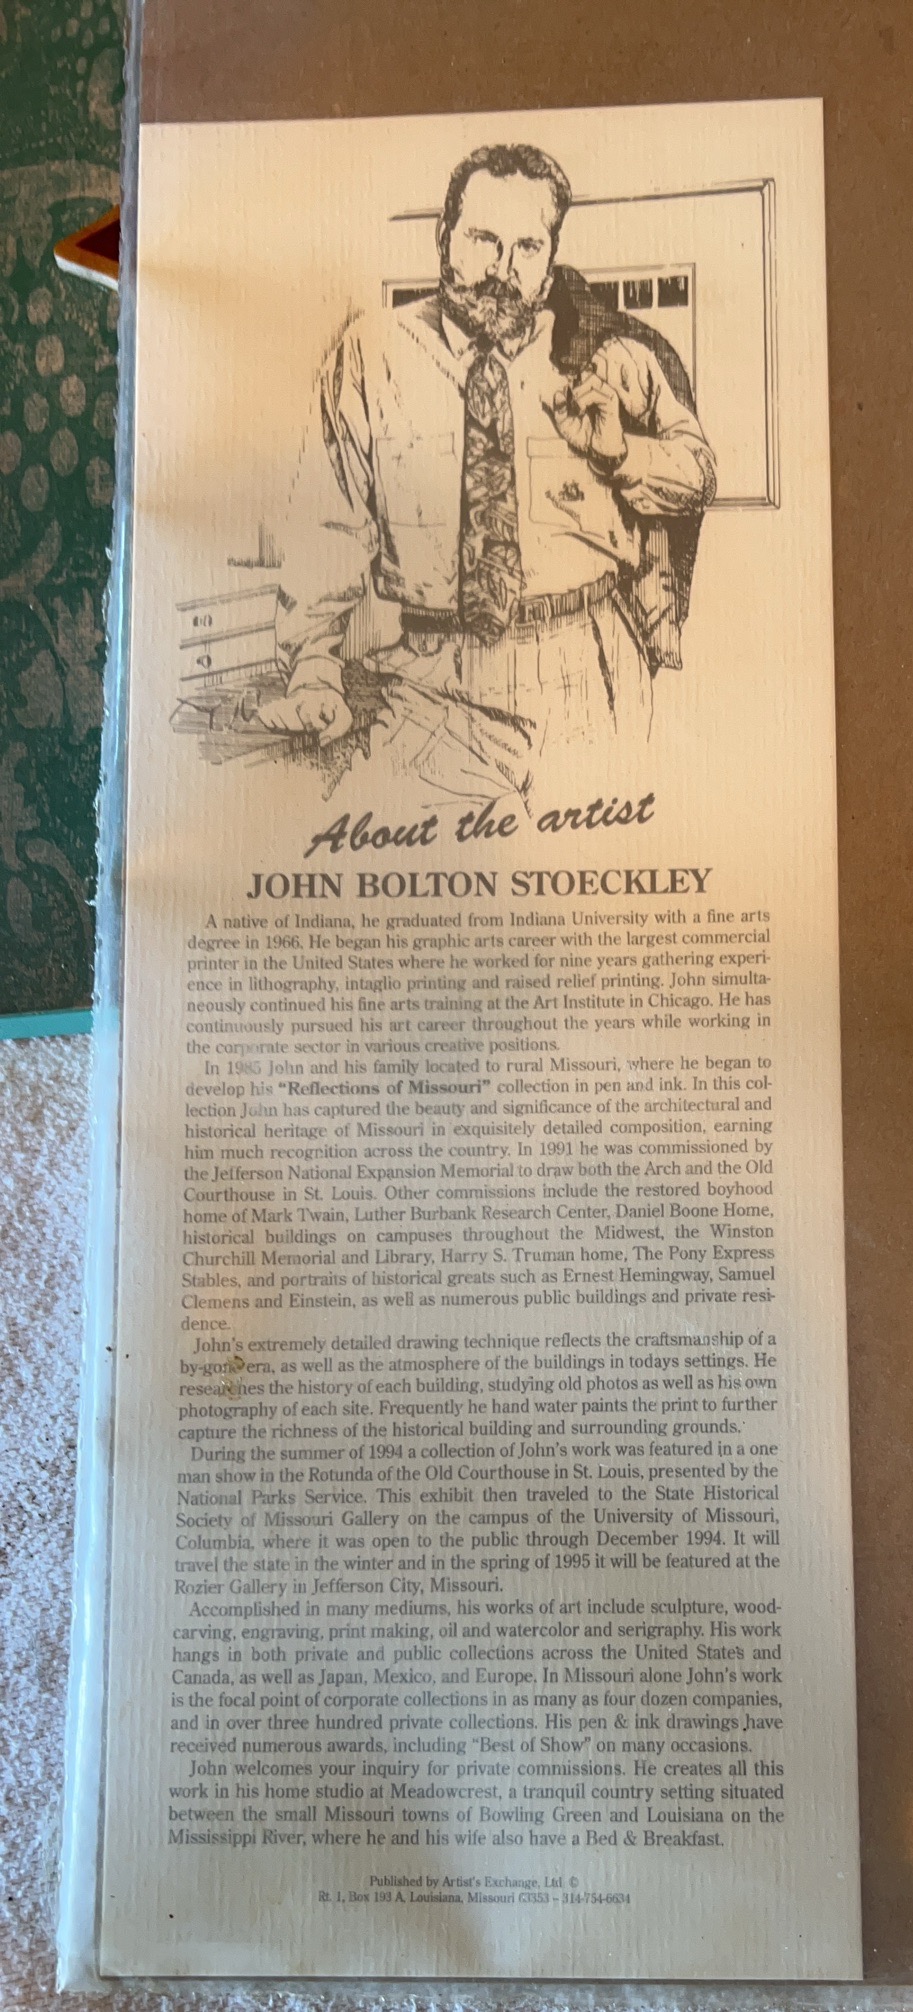 About the artist
JOHN BOLTON STOECKLEY
A native of Indiana, he graduated from Indiana University with a fine arts
degree in 1966. He began his graphic arts career with the largest commercial
printer in the United States where he worked for nine years gathering experi-
ence in lithography, intaglio printing and raised relief printing. John simulta-
neously continued his fine arts training at the Art Institute in Chicago. He has
continuously pursued his art career throughout the years while working in
the corporate sector in various creative positions.
In 1985 John and his family located to rural Missouri, where he began to
develop his “Reflections of Missouri” collection in pen and ink. In this col-
lection John has captured the beauty and significance of the architectural and
historical heritage of Missouri in exquisitely detailed composition, earning
him much recognition across the country. In 1991 he was commissioned by
the Jefferson National Expansion Memorial to draw both the Arch and the Old
Courthouse in St. Louis. Other commissions include the restored boyhood
home of Mark Twain, Luther Burbank Research Center, Daniel Boone Home,
historical buildings on campuses throughout the Midwest, the Winston
Churchill Memorial and Library, Harry S. Truman home, The Pony Express
Stables, and portraits of historical greats such as Ernest Hemingway, Samuel
Clemens and Einstein, as well as numerous public buildings and private resi-
dence.
John's extremely detailed drawing technique reflects the craftsmanship of a
by-gone era, as well as the atmosphere of the buildings in todays settings. He
researches the history of each building, studying old photos as well as his own
photography of each site. Frequently he hand water paints the print to further
capture the richness of the historical building and surrounding grounds.
During the summer of 1994 a collection of John's work was featured in a one
man show in the Rotunda of the Old Courthouse in St. Louis, presented by the
National Parks Service. This exhibit then traveled to the State Historical
Society of Missouri Gallery on the campus of the University of Missouri,
Columbia, where it was open to the public through December 1994. It will
travel the state in the winter and in the spring of 1995 it will be featured at the
Rozier Gallery in Jefferson City, Missouri.
Accomplished in many mediums, his works of art include sculpture, wood-
carving, engraving, print making, oil and watercolor and serigraphy. His work
hangs in both private and public collections across the United States and
Canada, as well as Japan, Mexico, and Europe. In Missouri alone John's work
is the focal point of corporate collections in as many as four dozen companies,
and in over three hundred private collections. His pen & ink drawings have
received numerous awards, including “Best of Show” on many occasions.
John welcomes your inquiry for private commissions. He creates all this
work in his home studio at Meadowcrest, a tranquil country setting situated
between the small Missouri towns of Bowling Green and Louisiana on the
Mississippi River, where he and his wife also have a Bed & Breakfast.
Published by Artist's Exchange, Ltd. ©
Rt. 1, Box 193 A, Louisiana, Missouri 63353 – 314-754-6634